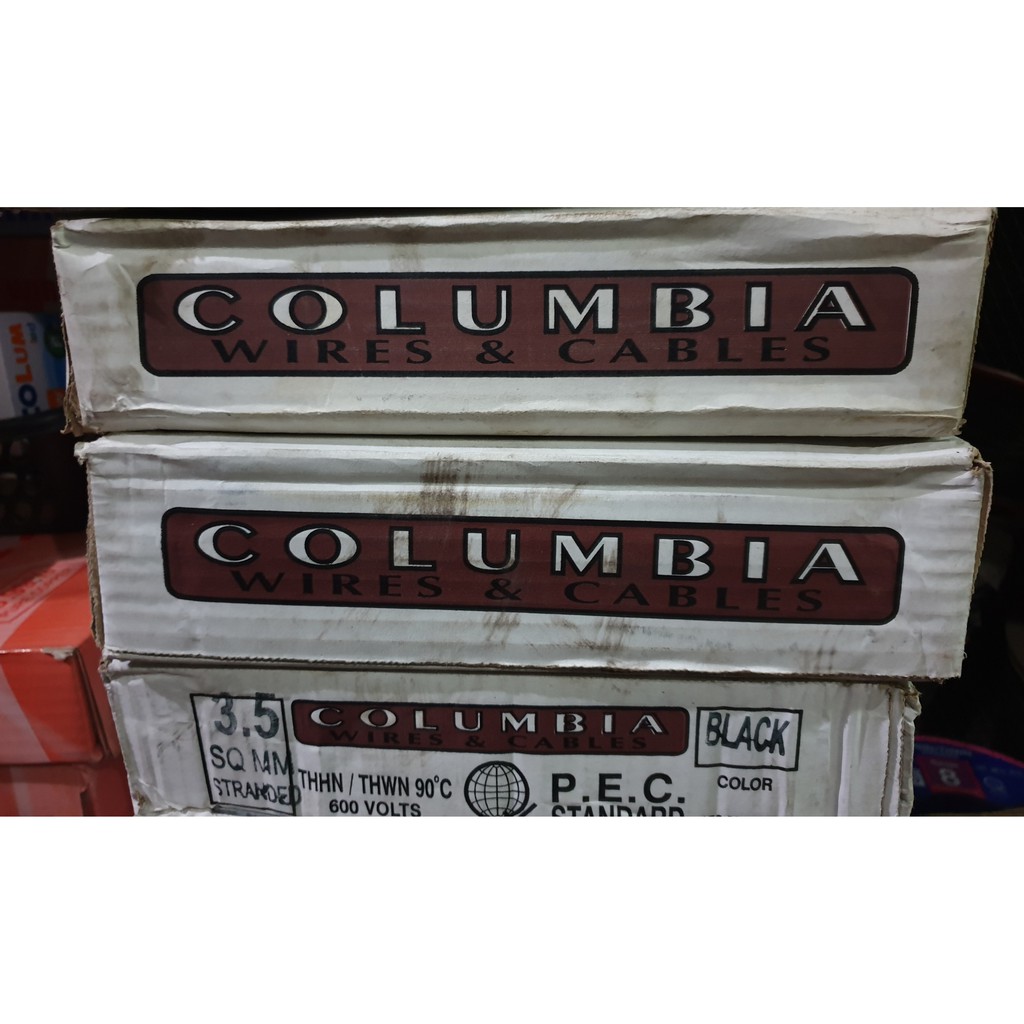 COLUMBIA
WIRES & CABLES
COLUMBIA
WIRES & CABLES
3.5
SQ MM
STRANDED
COLUMBIA
WIRES & CABLES
THHN / THWN 90°C
600 VOLTS
P.E.C.
STANDARD
BLACK
COLOR
8